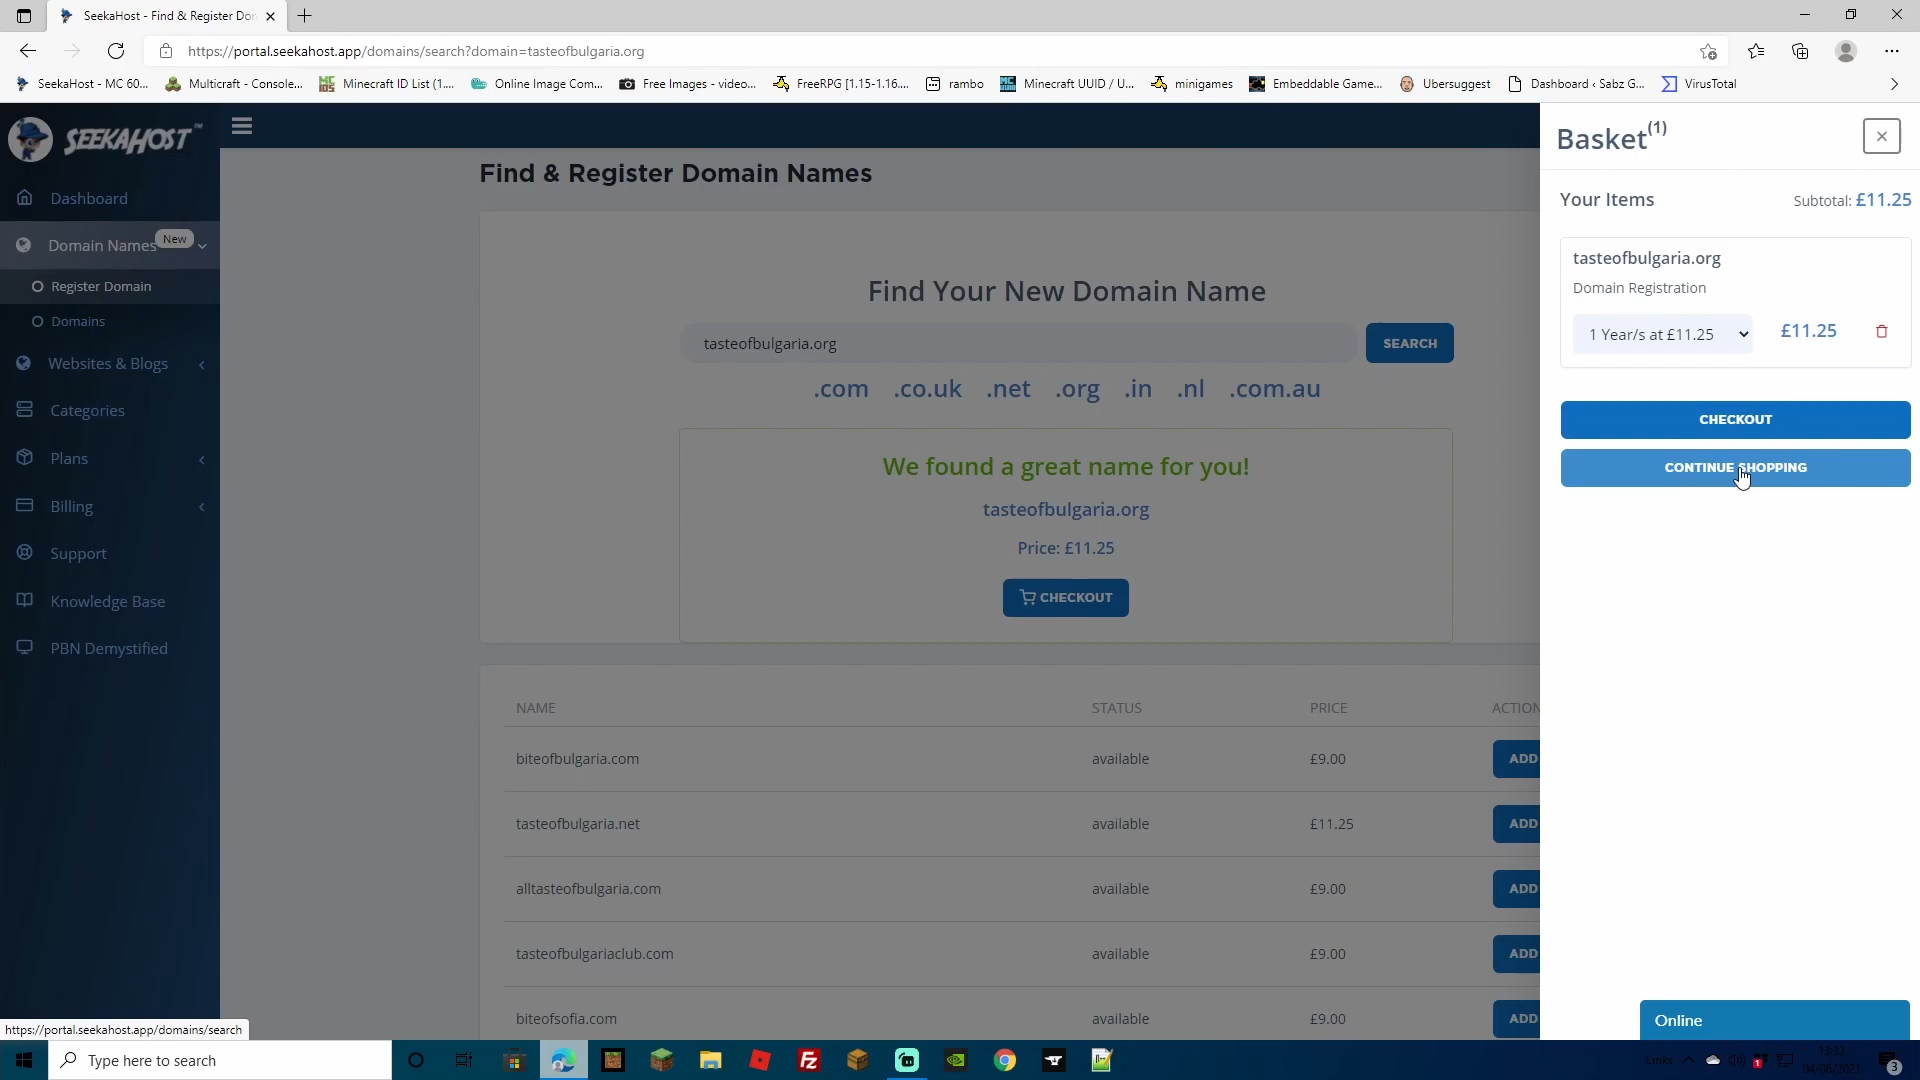 SeekaHost - Find & Register Dor
https://portal.seekahost.app/domains/search?domain=tasteofbulgaria.org
SeekaHost - MC 60...
Multicraft - Console...
Minecraft ID List (1....
Online Image Com...
Free Images - video...
FreeRPG [1.15-1.16....
rambo
Minecraft UUID / U...
minigames
Embeddable Game...
Ubersuggest
Dashboard ‹ Sabz G...
VirusTotal
SEEKAHOST™
Dashboard
Domain Names New
Register Domain
Domains
Websites & Blogs
Categories
Plans
Billing
Support
Knowledge Base
PBN Demystified
Find & Register Domain Names
Find Your New Domain Name
tasteofbulgaria.org
SEARCH
.com .co.uk .net .org .in .nl .com.au
We found a great name for you!
tasteofbulgaria.org
Price: £11.25
CHECKOUT
NAME STATUS PRICE ACTION
biteofbulgaria.com available £9.00 ADD
tasteofbulgaria.net available £11.25 ADD
alltasteofbulgaria.com available £9.00 ADD
tasteofbulgariaclub.com available £9.00 ADD
biteofsofia.com available £9.00 ADD
Basket(1)
Your Items Subtotal: £11.25
tasteofbulgaria.org
Domain Registration
1 Year/s at £11.25 £11.25
CHECKOUT
CONTINUE SHOPPING
Online
https://portal.seekahost.app/domains/search
Type here to search
Links
13:32
04/06/2021
3